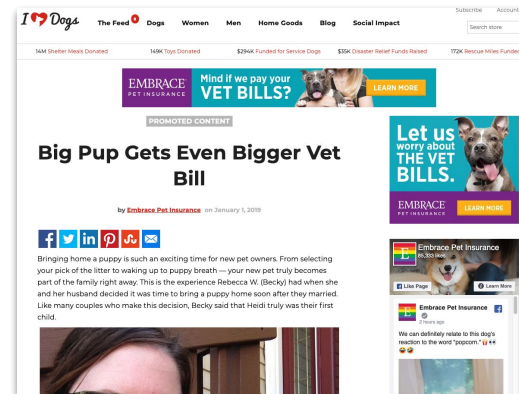 Subscribe Account
I ❤ Dogs
The Feed 0 Dogs Women Men Home Goods Blog Social Impact
Search store
14M Shelter Meals Donated 149K Toys Donated $294K Funded for Service Dogs $35K Disaster Relief Funds Raised 172K Rescue Miles Funded
EMBRACE
PET INSURANCE
Mind if we pay your
VET BILLS?
LEARN MORE
PROMOTED CONTENT
Big Pup Gets Even Bigger Vet
Bill
by Embrace Pet Insurance on January 1, 2019
Bringing home a puppy is such an exciting time for new pet owners. From selecting
your pick of the litter to waking up to puppy breath — your new pet truly becomes
part of the family right away. This is the experience Rebecca W. (Becky) had when she
and her husband decided it was time to bring a puppy home soon after they married.
Like many couples who make this decision, Becky said that Heidi truly was their first
child.
Let us
worry about
THE VET
BILLS.
EMBRACE
PET INSURANCE
LEARN MORE
Embrace Pet Insurance
85,333 likes
Like Page
Learn More
Embrace Pet Insurance
2 hours ago
We can definitely relate to this dog's
reaction to the word "popcorn." 🍿 👀
😂 🤣